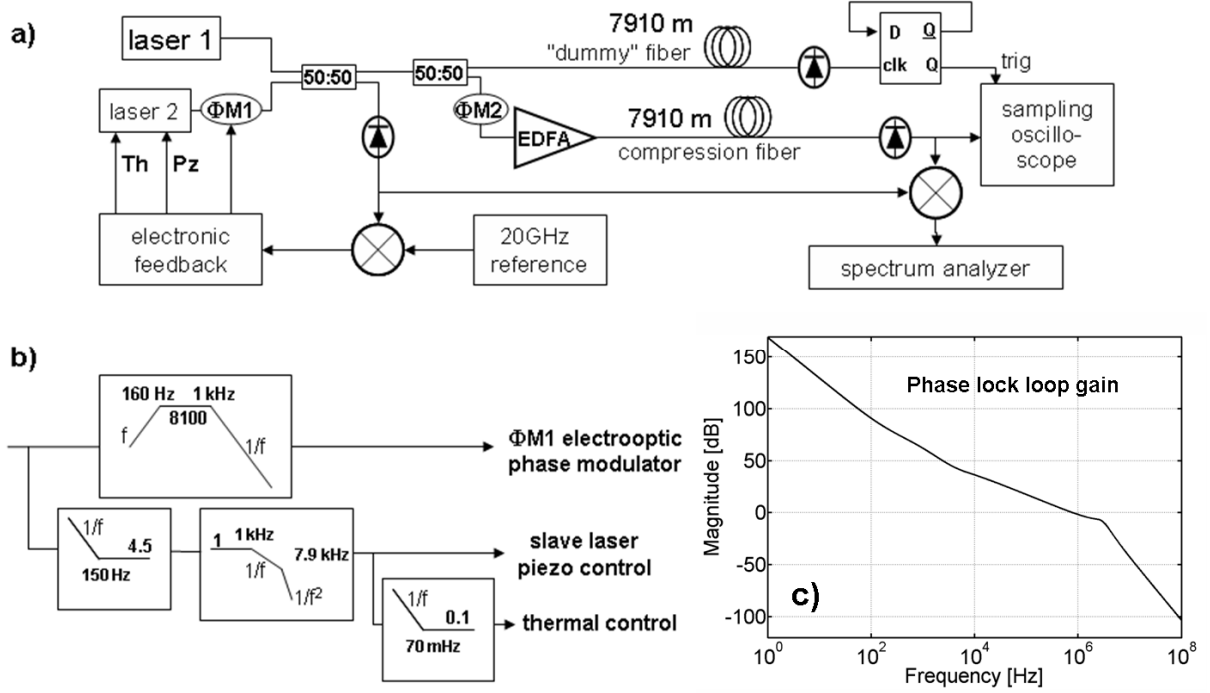 a)
laser 1
7910 m
"dummy" fiber
D Q
clk Q
trig
50:50
50:50
laser 2
ΦM1
ΦM2
EDFA
7910 m
compression fiber
sampling
oscillo-
scope
Th Pz
electronic
feedback
20GHz
reference
spectrum analyzer
b)
160 Hz 1 kHz
8100
f
1/f
ΦM1 electrooptic
phase modulator
1/f
4.5
150 Hz
1 1kHz
7.9 kHz
1/f
1/f²
slave laser
piezo control
1/f
0.1
70 mHz
thermal control
Phase lock loop gain
150
100
50
0
-50
-100
Magnitude [dB]
c)
10⁰ 10² 10⁴ 10⁶ 10⁸
Frequency [Hz]